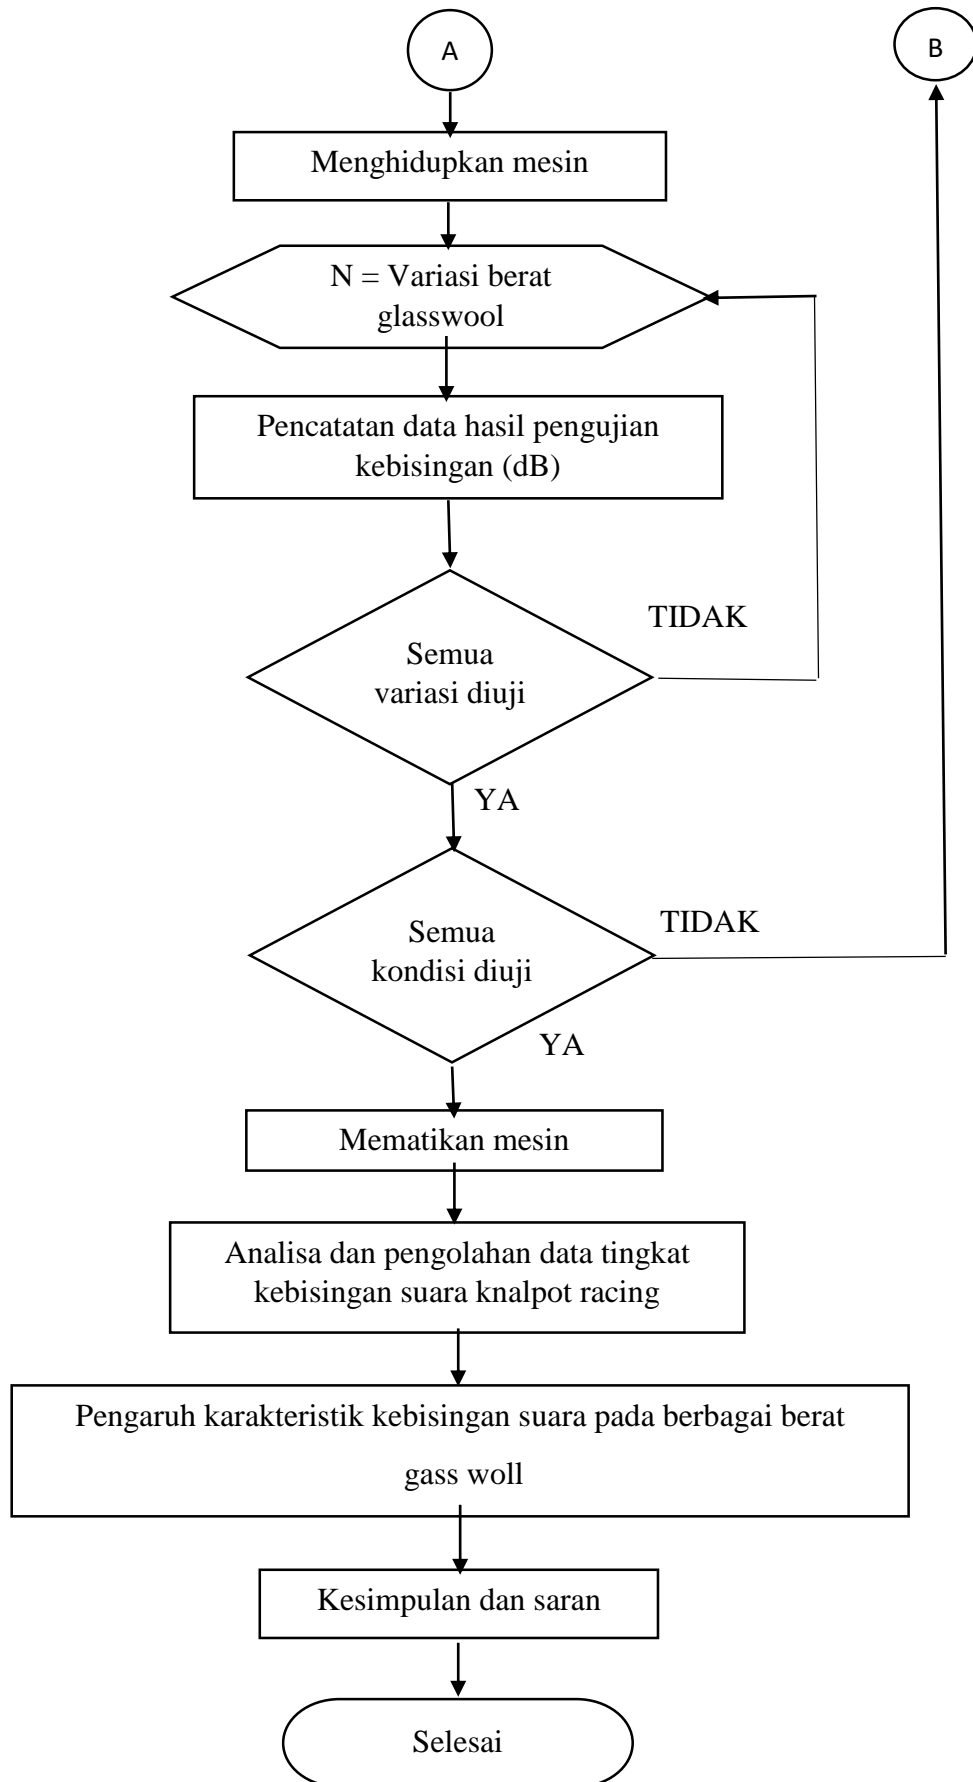 A
B
Menghidupkan mesin
N = Variasi berat
glasswool
Pencatatan data hasil pengujian
kebisingan (dB)
TIDAK
Semua
variasi diuji
YA
TIDAK
Semua
kondisi diuji
YA
Mematikan mesin
Analisa dan pengolahan data tingkat
kebisingan suara knalpot racing
Pengaruh karakteristik kebisingan suara pada berbagai berat
gass woll
Kesimpulan dan saran
Selesai